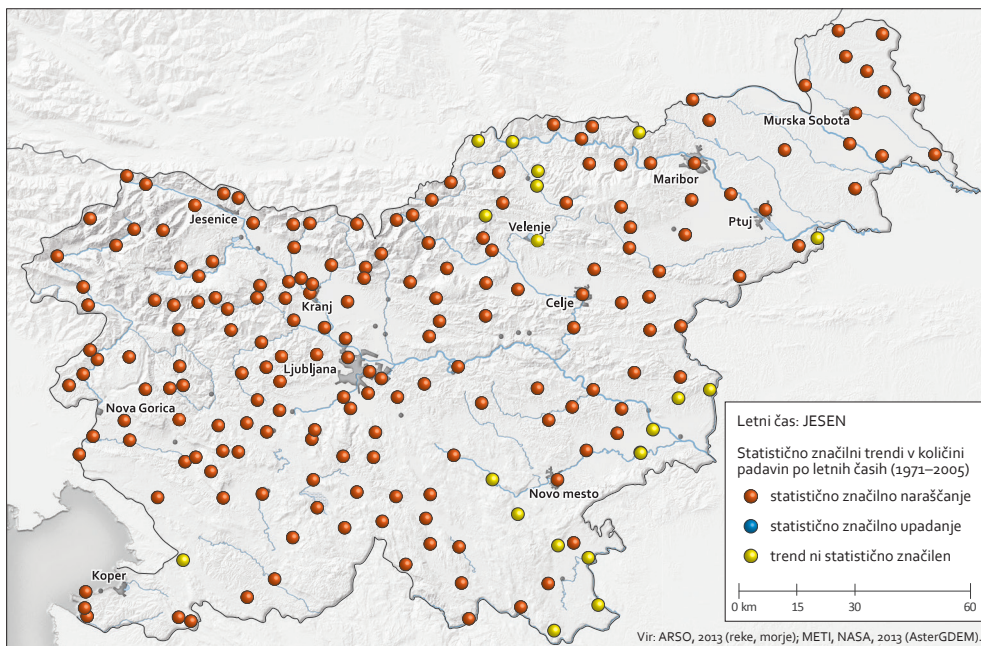 Murska Sobota
Maribor
Jesenice
Ptuj
Velenje
Kranj
Celje
Ljubljana
Nova Gorica
Novo mesto
Koper
Letni čas: JESEN
Statistično značilni trendi v količini
padavin po letnih časih (1971–2005)
statistično značilno naraščanje
statistično značilno upadanje
trend ni statistično značilen
0 km 15 30 60
Vir: ARSO, 2013 (reke, morje); METI, NASA, 2013 (AsterGDEM).